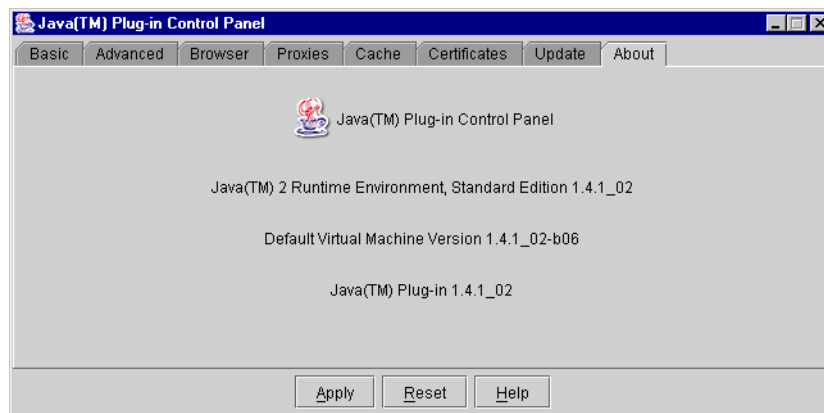 Java(TM) Plug-in Control Panel
Basic Advanced Browser Proxies Cache Certificates Update About
Java(TM) Plug-in Control Panel
Java(TM) 2 Runtime Environment, Standard Edition 1.4.1_02
Default Virtual Machine Version 1.4.1_02-b06
Java(TM) Plug-in 1.4.1_02
Apply Reset Help